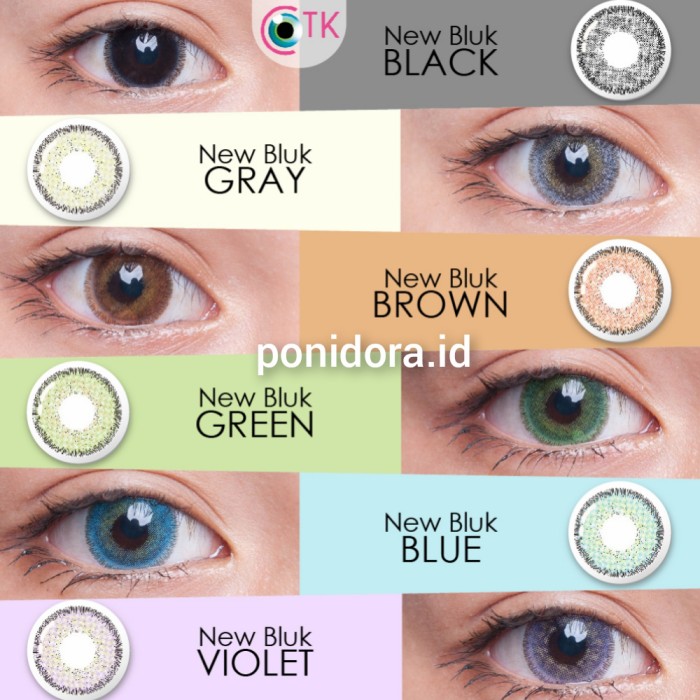 TK
New Bluk
BLACK
New Bluk
GRAY
New Bluk
BROWN
ponidora.id
New Bluk
GREEN
New Bluk
BLUE
New Bluk
VIOLET